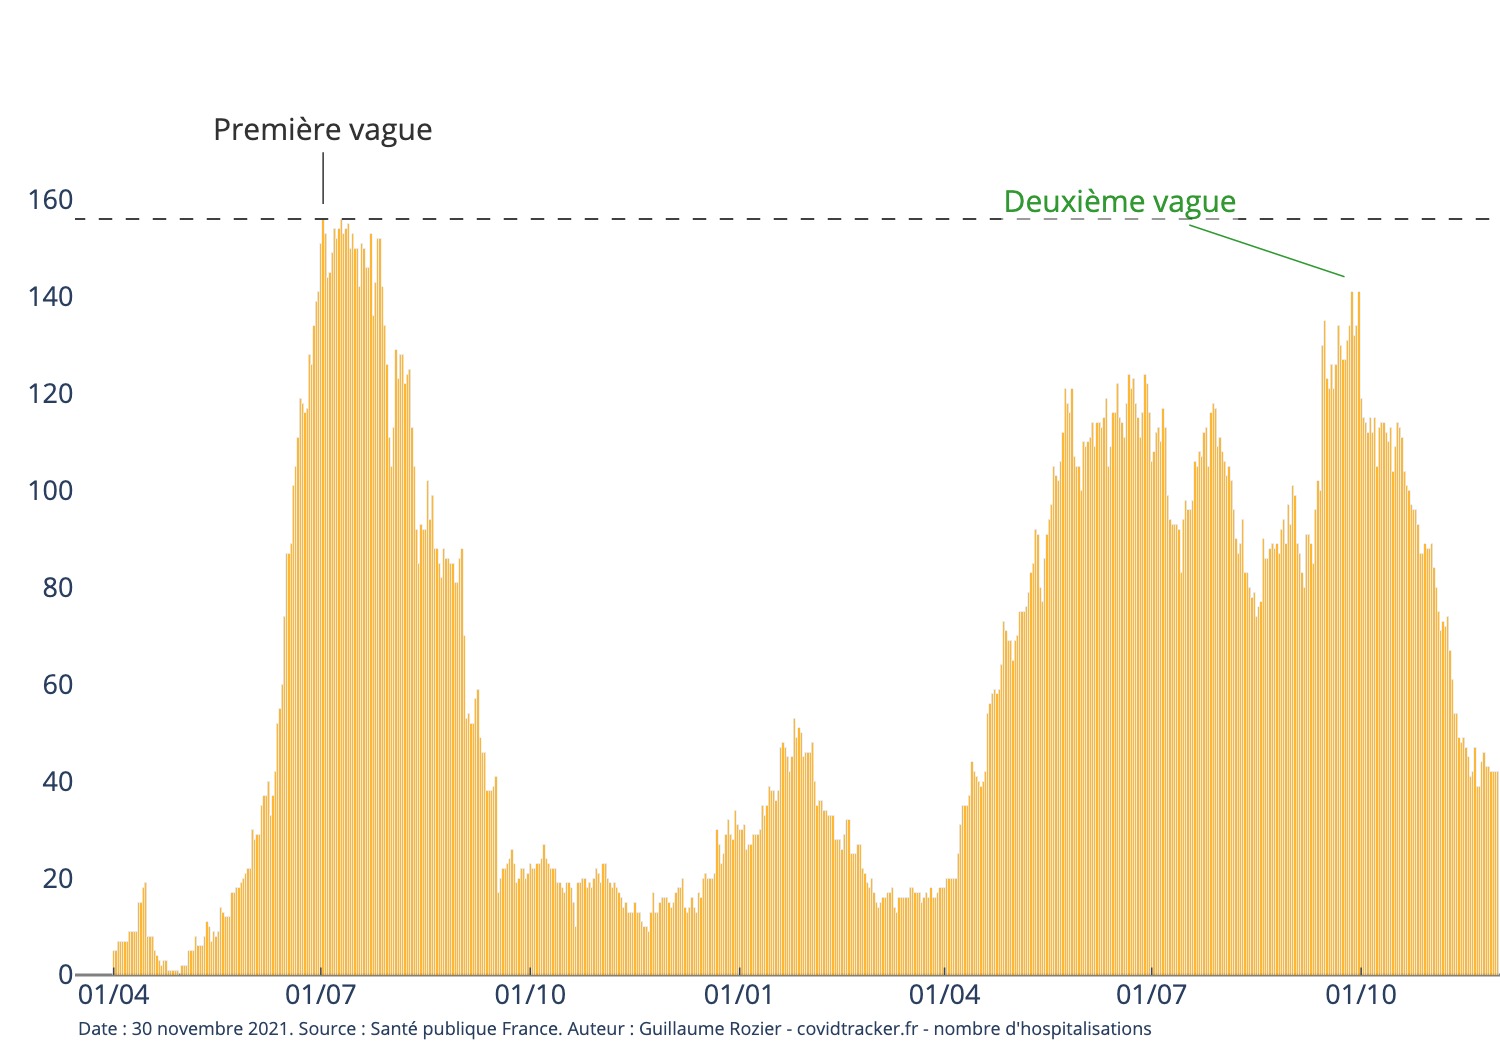 Première vague
160
Deuxième vague
140
120
100
80
60
40
20
0
01/04 01/07 01/10 01/01 01/04 01/07 01/10
Date : 30 novembre 2021. Source : Santé publique France. Auteur : Guillaume Rozier - covidtracker.fr - nombre d'hospitalisations